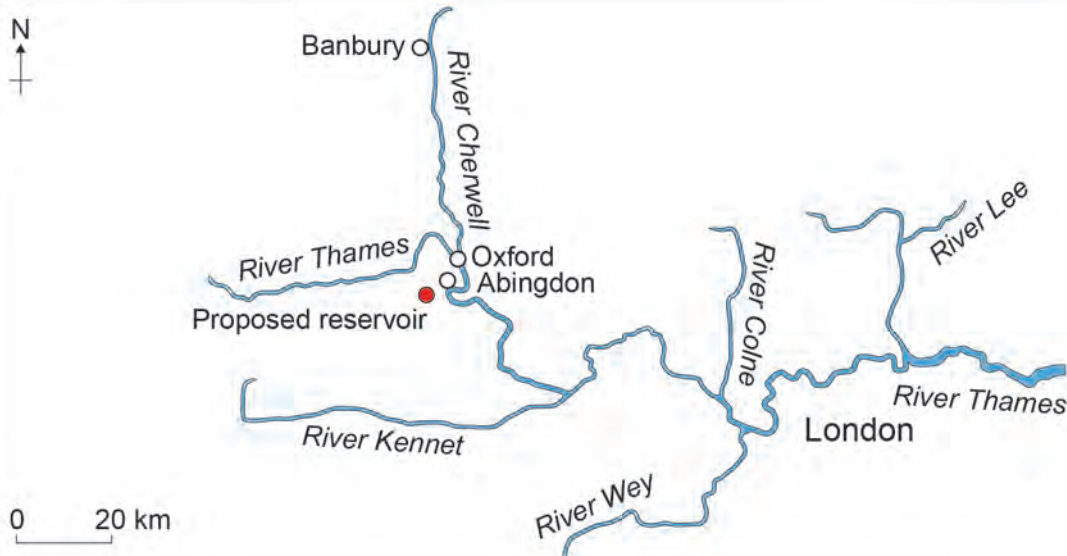 N
Banbury
River Cherwell
River Thames
Oxford
Abingdon
Proposed reservoir
River Colne
River Lee
River Thames
London
River Kennet
River Wey
0 20 km